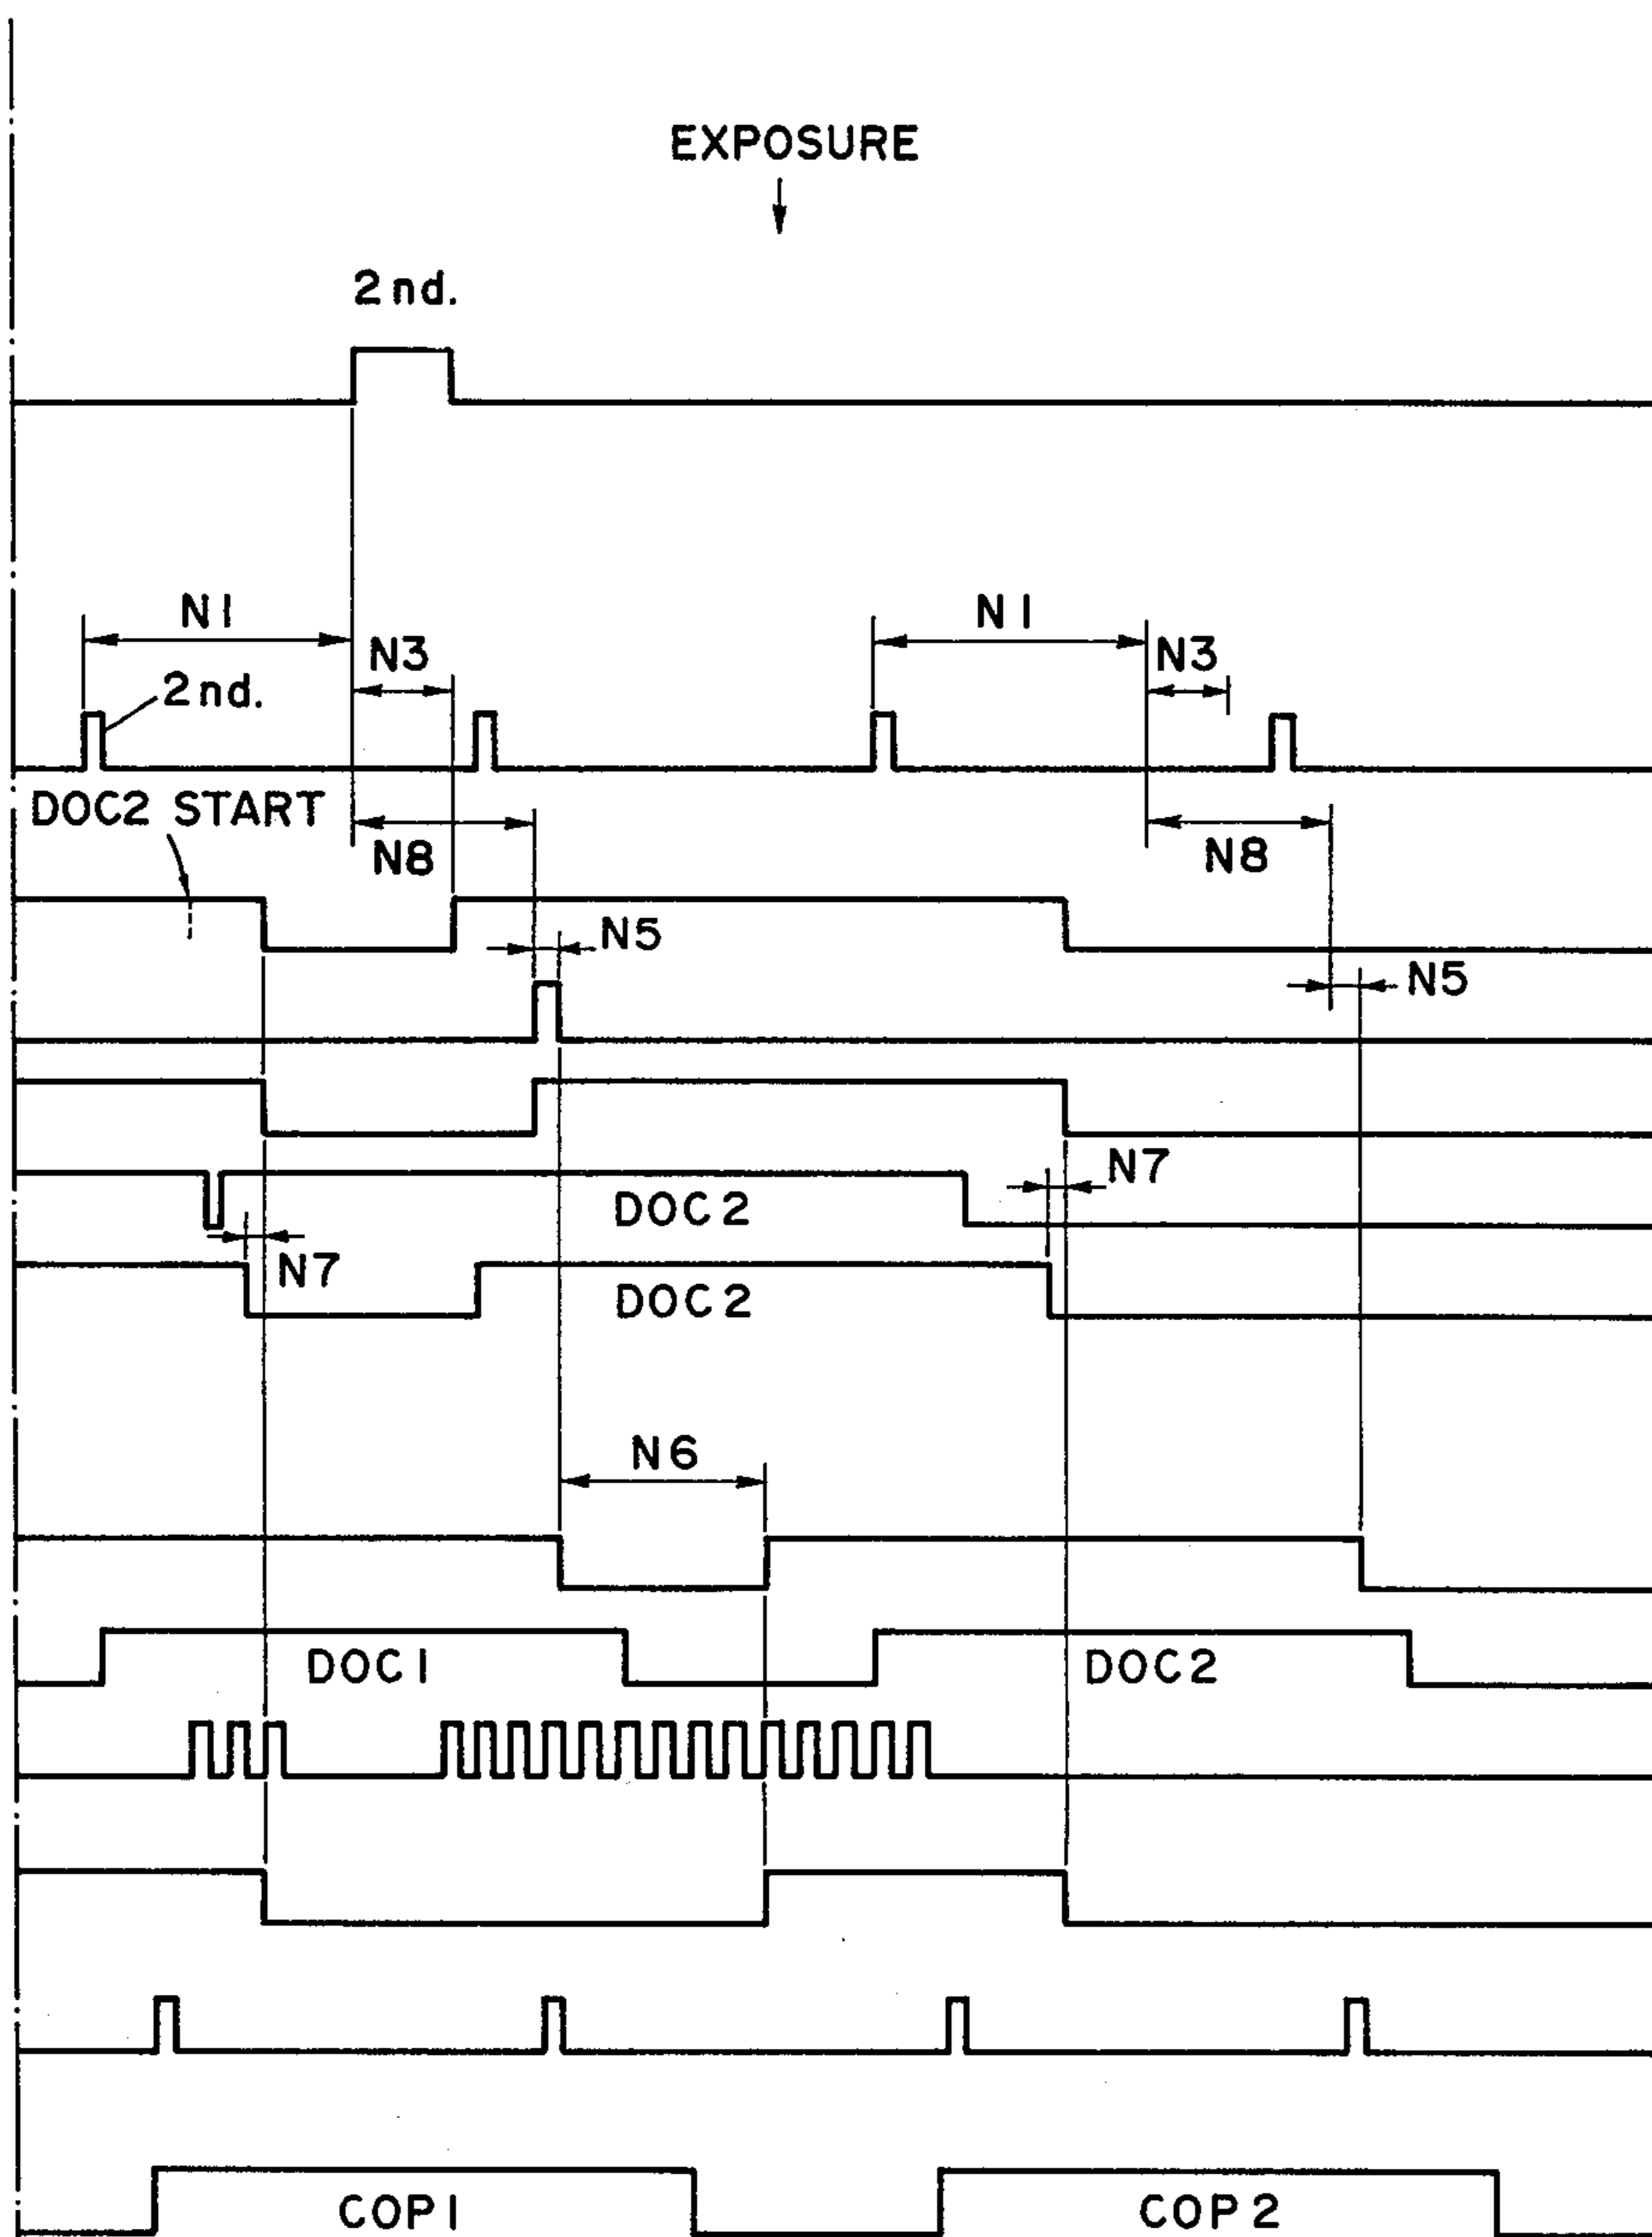 EXPOSURE
2nd.
N1 N1
N3 N3
2nd.
DOC2 START
N8 N8
N5
N5
N7
DOC2
N7
DOC2
N6
DOC1 DOC2
COP1 COP2